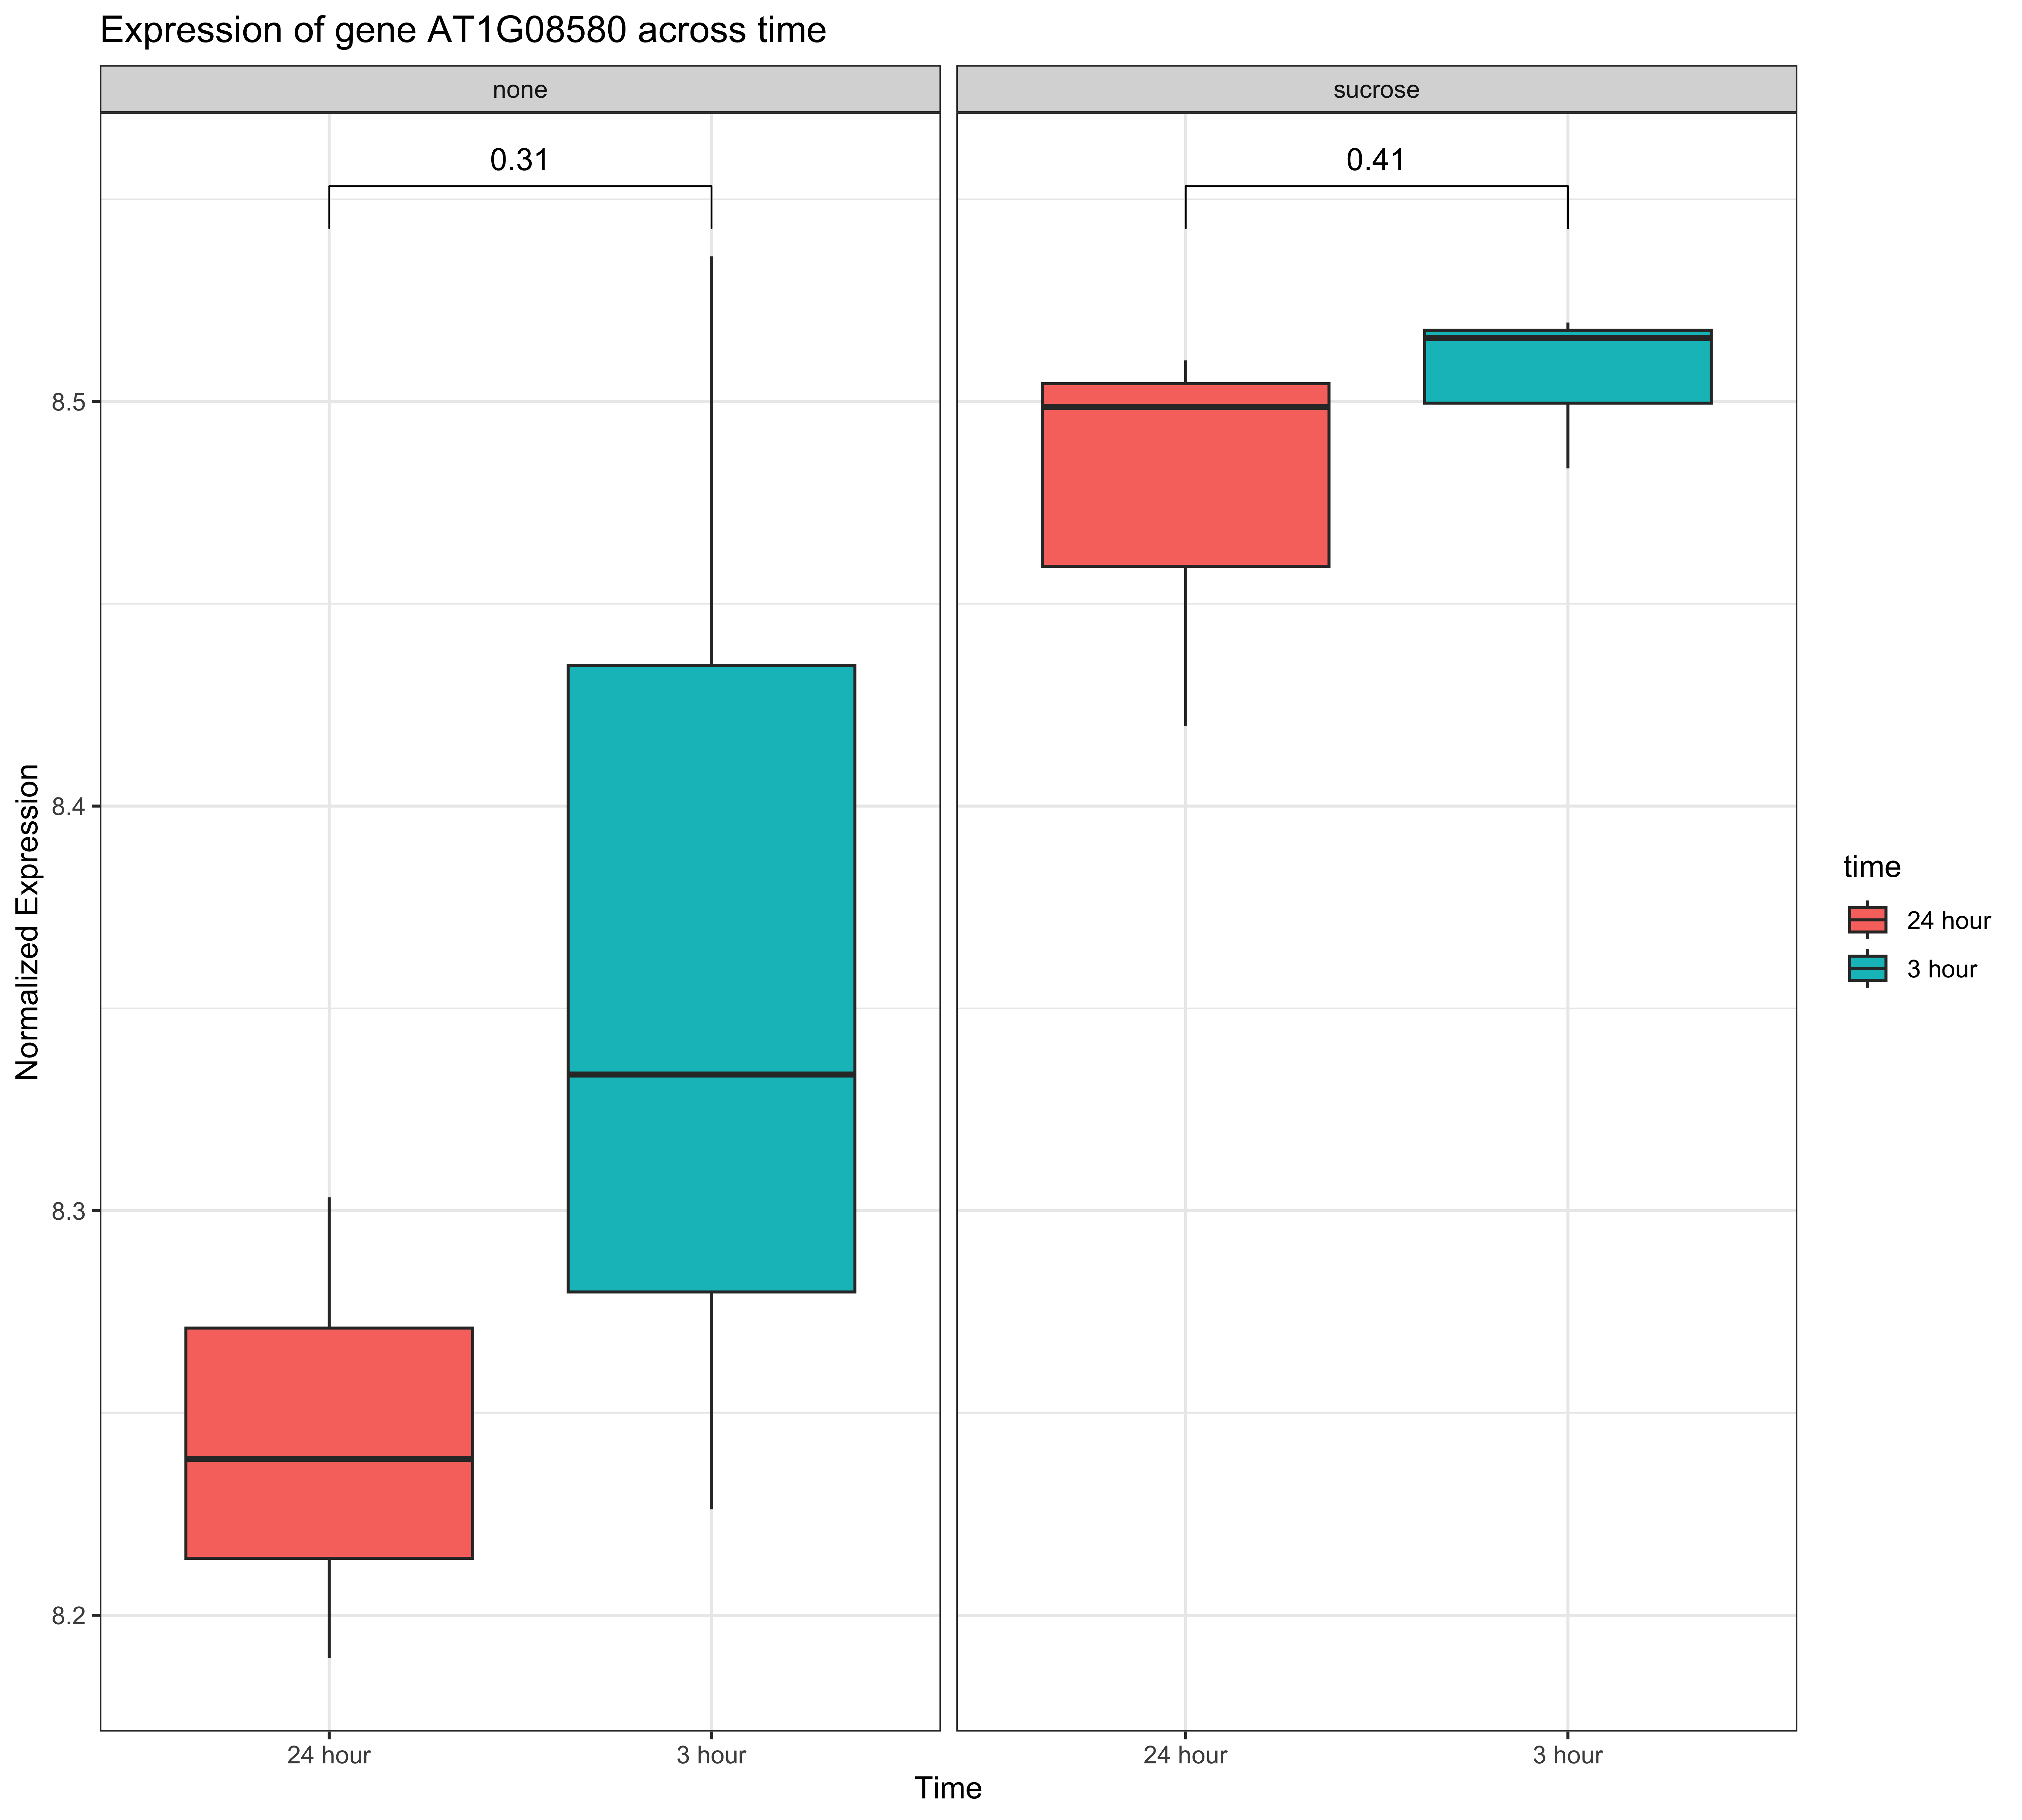 Expression of gene AT1G08580 across time
none
sucrose
0.31
0.41
8.5
8.4
8.3
8.2
Normalized Expression
24 hour
3 hour
24 hour
3 hour
Time
time
24 hour
3 hour